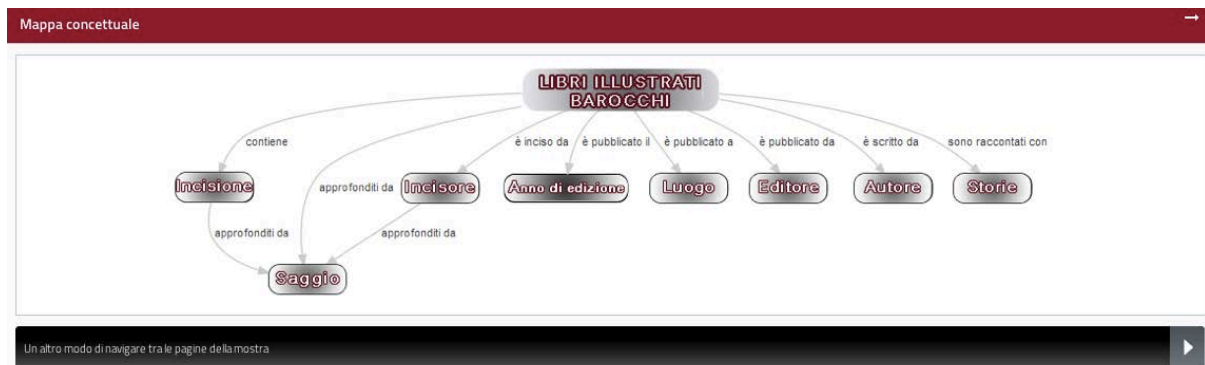 Mappa concettuale
LIBRI ILLUSTRATI
BAROCCHI
contiene
è inciso da
è pubblicato il
è pubblicato a
è pubblicato da
è scritto da
sono raccontati con
Incisione
approfonditi da
Incisore
Anno di edizione
Luogo
Editore
Autore
Storie
approfonditi da
approfonditi da
Saggio
Un altro modo di navigare tra le pagine della mostra